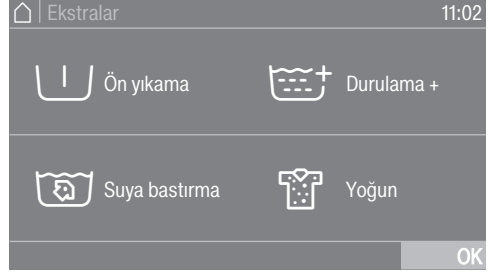 Ekstralar 11:02
Ön yıkama Durulama +
Suya bastırma Yoğun
OK